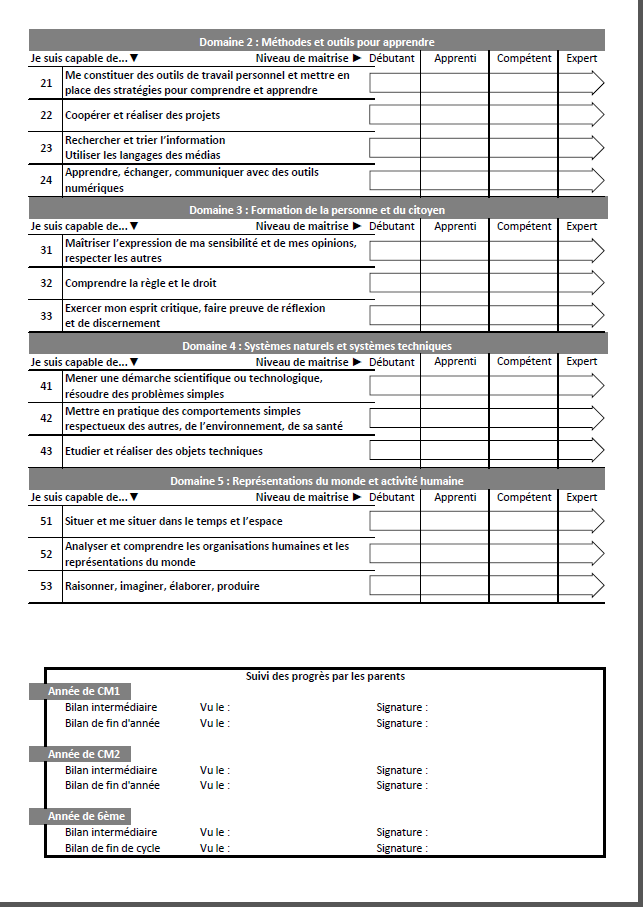 Domaine 2 : Méthodes et outils pour apprendre
Je suis capable de... ▼ Niveau de maitrise ► Débutant Apprenti Compétent Expert
21 Me constituer des outils de travail personnel et mettre en
place des stratégies pour comprendre et apprendre
22 Coopérer et réaliser des projets
23 Rechercher et trier l'information
Utiliser les langages des médias
24 Apprendre, échanger, communiquer avec des outils
numériques
Domaine 3 : Formation de la personne et du citoyen
Je suis capable de... ▼ Niveau de maitrise ► Débutant Apprenti Compétent Expert
31 Maîtriser l'expression de ma sensibilité et de mes opinions,
respecter les autres
32 Comprendre la règle et le droit
33 Exercer mon esprit critique, faire preuve de réflexion
et de discernement
Domaine 4 : Systèmes naturels et systèmes techniques
Je suis capable de... ▼ Niveau de maitrise ► Débutant Apprenti Compétent Expert
41 Mener une démarche scientifique ou technologique,
résoudre des problèmes simples
42 Mettre en pratique des comportements simples
respectueux des autres, de l'environnement, de sa santé
43 Etudier et réaliser des objets techniques
Domaine 5 : Représentations du monde et activité humaine
Je suis capable de... ▼ Niveau de maitrise ► Débutant Apprenti Compétent Expert
51 Situer et me situer dans le temps et l'espace
52 Analyser et comprendre les organisations humaines et les
représentations du monde
53 Raisonner, imaginer, élaborer, produire
Suivi des progrès par les parents
Année de CM1
Bilan intermédiaire Vu le : Signature :
Bilan de fin d'année Vu le : Signature :
Année de CM2
Bilan intermédiaire Vu le : Signature :
Bilan de fin d'année Vu le : Signature :
Année de 6ème
Bilan intermédiaire Vu le : Signature :
Bilan de fin de cycle Vu le : Signature :